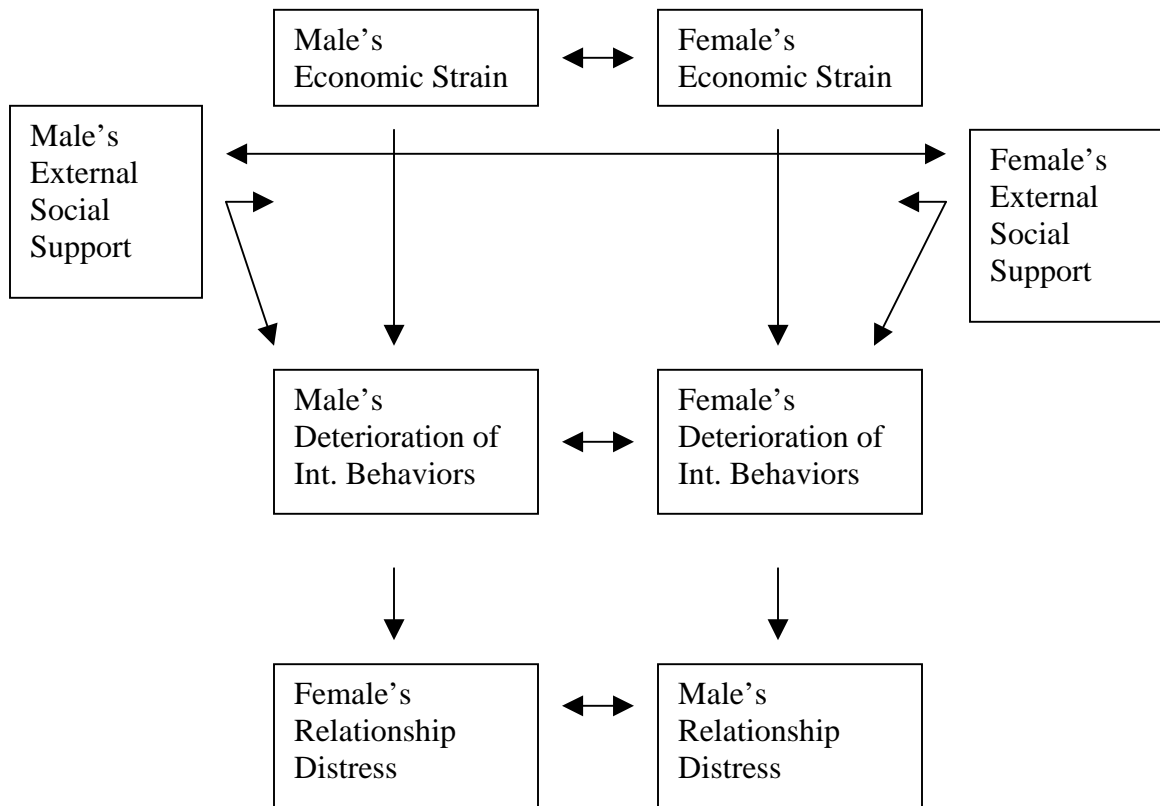 Male’s
Economic Strain
Female’s
Economic Strain
Male’s
External
Social
Support
Female’s
External
Social
Support
Male’s
Deterioration of
Int. Behaviors
Female’s
Deterioration of
Int. Behaviors
Female’s
Relationship
Distress
Male’s
Relationship
Distress